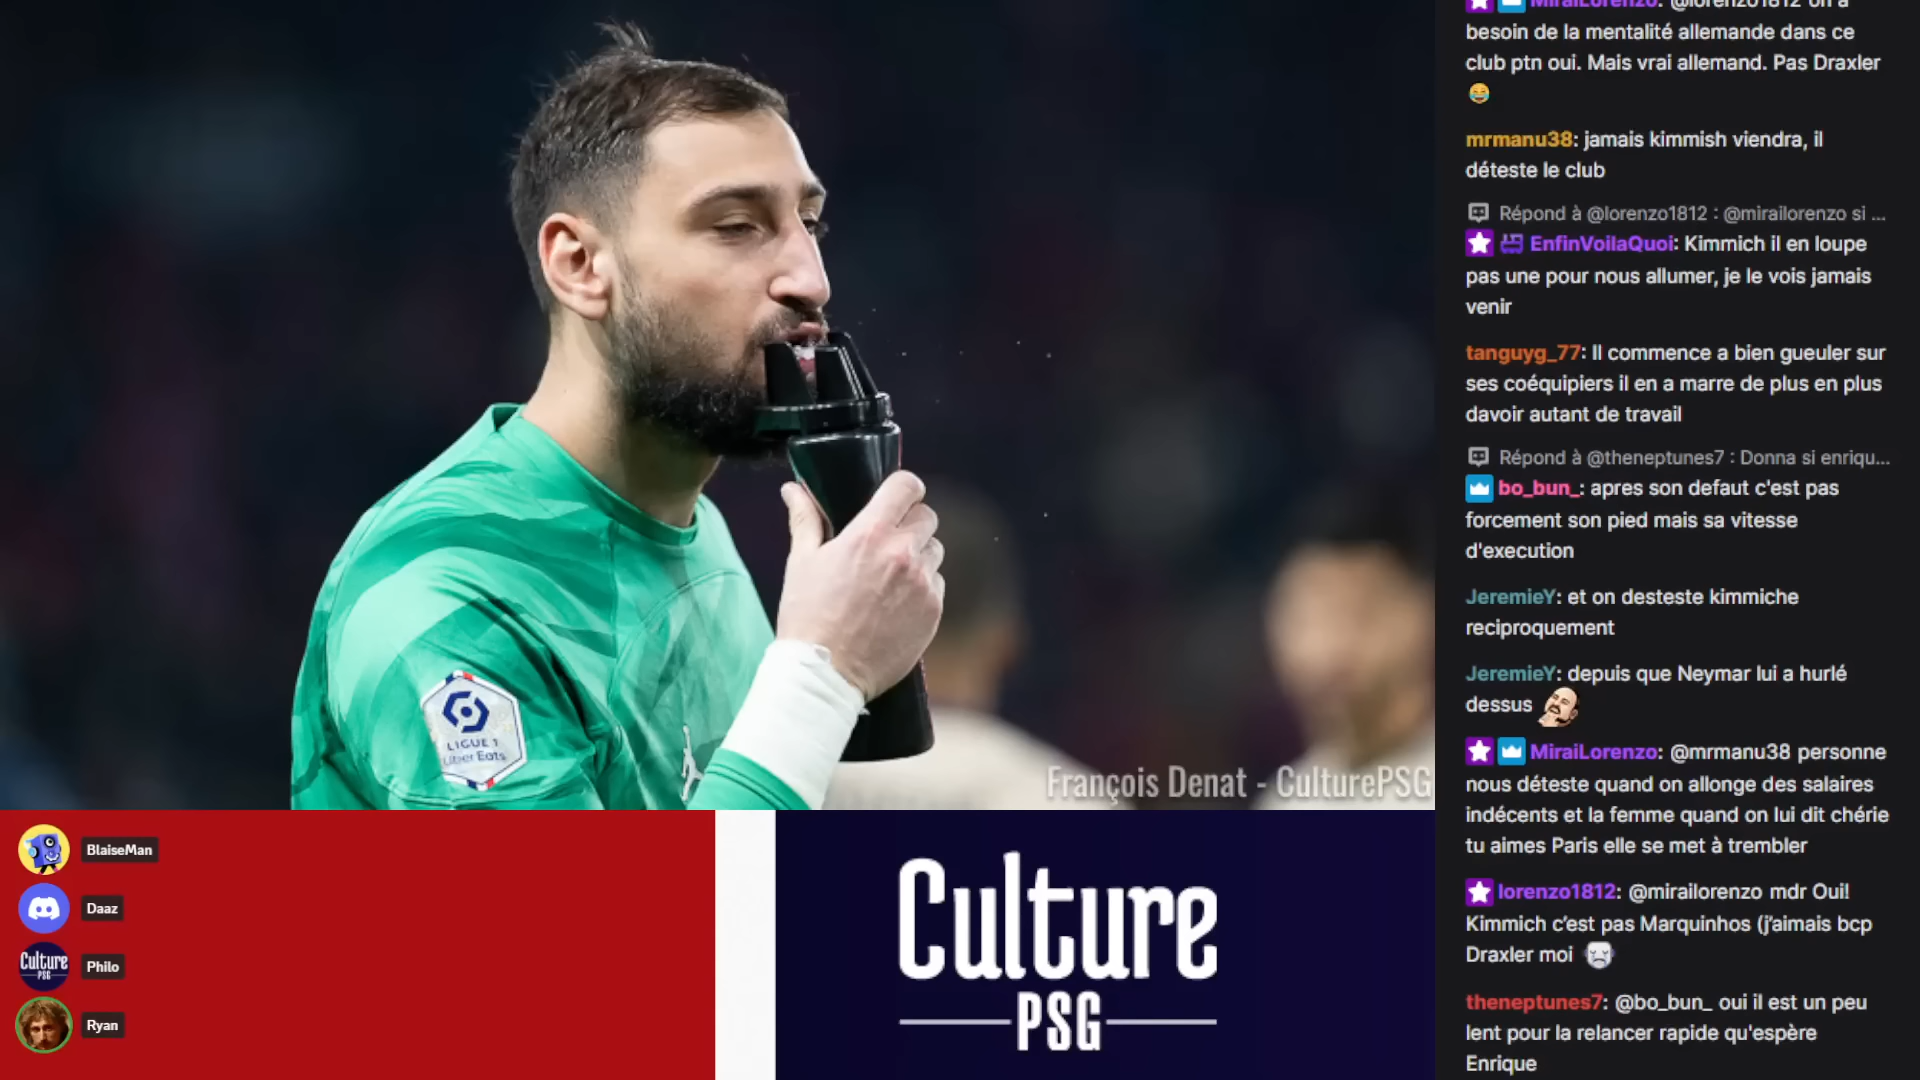 LIGUE 1
Uber Eats
François Denat - CulturePSG
BlaiseMan
Daaz
Culture
PSG
Philo
Ryan
Culture
PSG
MiraiLorenzo: @lorenzo1812 on a
besoin de la mentalité allemande dans ce
club ptn oui. Mais vrai allemand. Pas Draxler
mrmanu38: jamais kimmish viendra, il
déteste le club
Répond à @lorenzo1812 : @mirailorenzo si ...
EnfinVoilaQuoi: Kimmich il en loupe
pas une pour nous allumer, je le vois jamais
venir
tanguyg_77: Il commence a bien gueuler sur
ses coéquipiers il en a marre de plus en plus
davoir autant de travail
Répond à @theneptunes7 : Donna si enriqu...
bo_bun_: apres son defaut c'est pas
forcement son pied mais sa vitesse
d'execution
JeremieY: et on desteste kimmiche
reciproquement
JeremieY: depuis que Neymar lui a hurlé
dessus
MiraiLorenzo: @mrmanu38 personne
nous déteste quand on allonge des salaires
indécents et la femme quand on lui dit chérie
tu aimes Paris elle se met à trembler
lorenzo1812: @mirailorenzo mdr Oui!
Kimmich c’est pas Marquinhos (j’aimais bcp
Draxler moi
theneptunes7: @bo_bun_ oui il est un peu
lent pour la relancer rapide qu'espère
Enrique